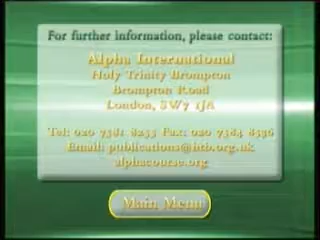 For further information, please contact:
Alpha International
Holy Trinity Brompton
Brompton Road
London, SW7 1JA
Tel: 020 7581 8255 Fax: 020 7584 8536
Email: publications@htb.org.uk
alphacourse.org
Main Menu